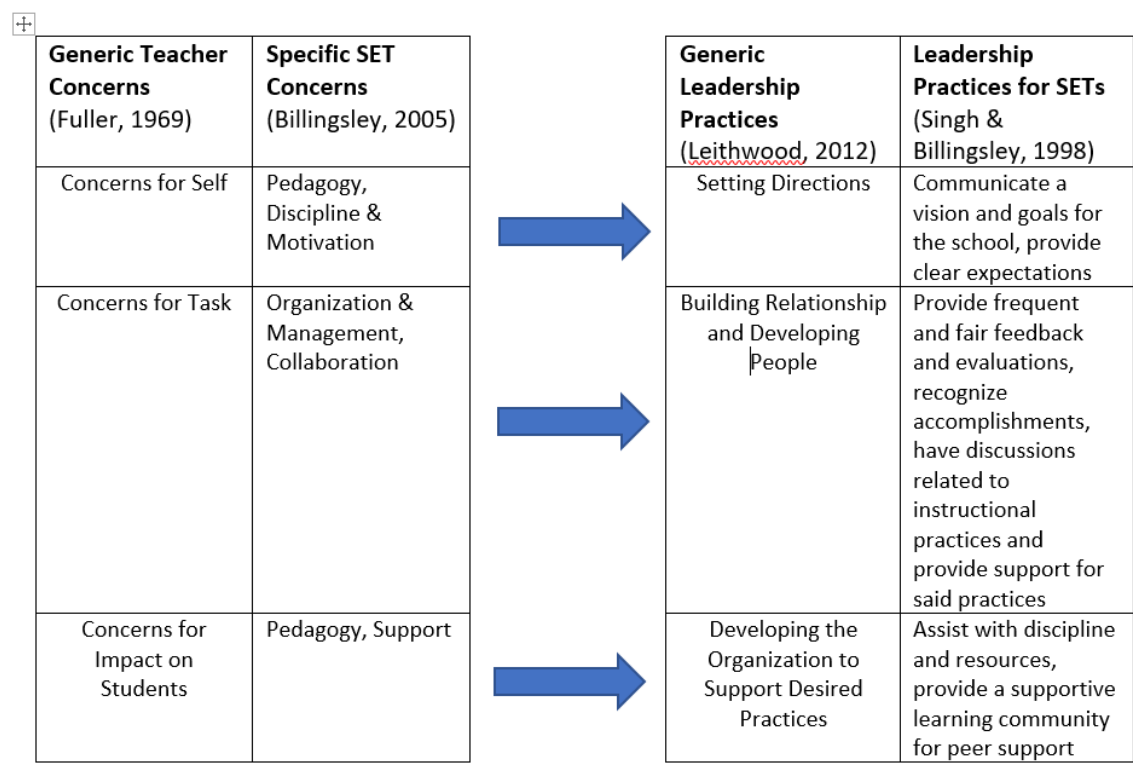 Generic Teacher
Concerns
(Fuller, 1969)
Specific SET
Concerns
(Billingsley, 2005)
Generic
Leadership
Practices
(Leithwood, 2012)
Leadership
Practices for SETs
(Singh &
Billingsley, 1998)
Concerns for Self
Pedagogy,
Discipline &
Motivation
Setting Directions
Communicate a
vision and goals for
the school, provide
clear expectations
Concerns for Task
Organization &
Management,
Collaboration
Building Relationship
and Developing
People
Provide frequent
and fair feedback
and evaluations,
recognize
accomplishments,
have discussions
related to
instructional
practices and
provide support for
said practices
Concerns for
Impact on
Students
Pedagogy, Support
Developing the
Organization to
Support Desired
Practices
Assist with discipline
and resources,
provide a supportive
learning community
for peer support